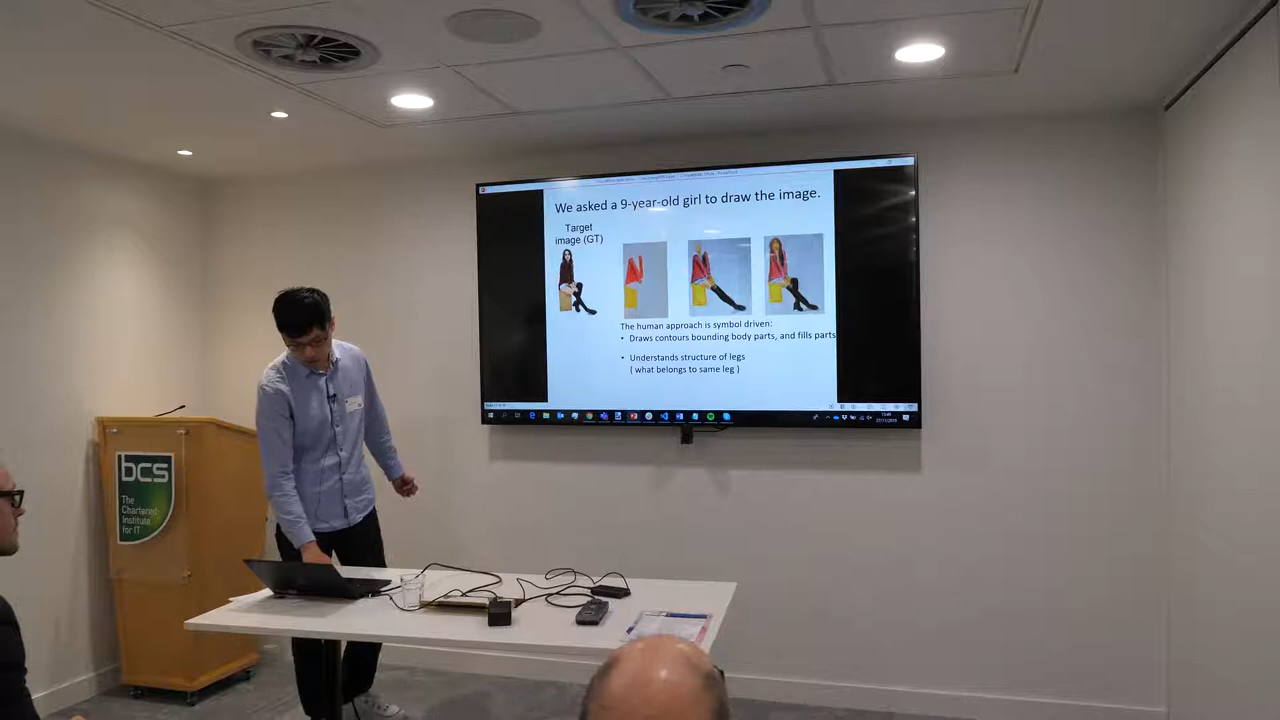 We asked a 9-year-old girl to draw the image.
Target
image (GT)
The human approach is symbol driven:
• Draws contours bounding body parts, and fills parts
• Understands structure of legs
( what belongs to same leg )
bcs
The
Chartered
Institute
for IT